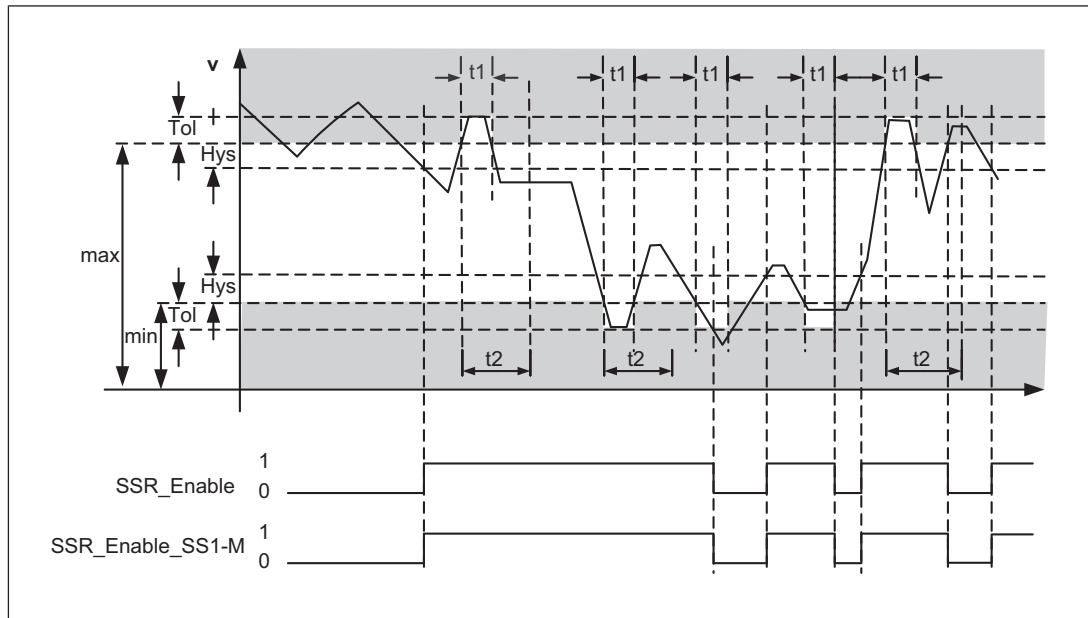 v
t1 t1 t1 t1 t1
+
Tol
Hys
max
Hys
Tol
min
t2 t2 t2
1
SSR_Enable 0
1
SSR_Enable_SS1-M
0